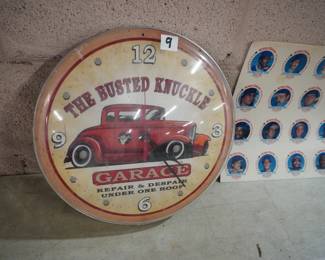 12
9
THE BUSTED KNUCKLE
9
3
GARAGE
REPAIR & DESPAIR
UNDER ONE ROOF
6